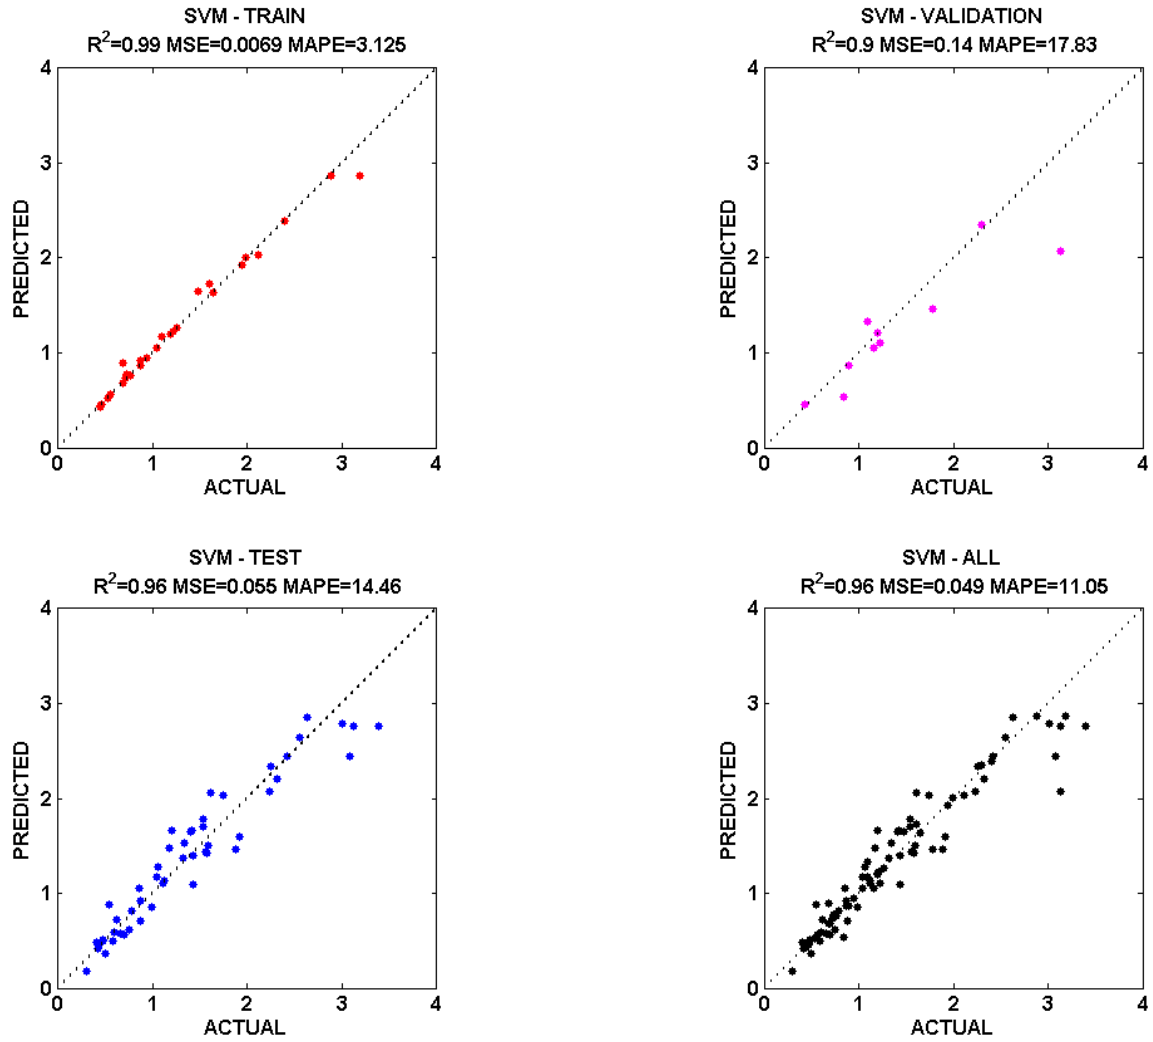 SVM - TRAIN
R²=0.99 MSE=0.0069 MAPE=3.125
4
3
2
1
0
PREDICTED
0 1 2 3 4
ACTUAL
SVM - VALIDATION
R²=0.9 MSE=0.14 MAPE=17.83
4
3
2
1
0
PREDICTED
0 1 2 3 4
ACTUAL
SVM - TEST
R²=0.96 MSE=0.055 MAPE=14.46
4
3
2
1
0
PREDICTED
0 1 2 3 4
ACTUAL
SVM - ALL
R²=0.96 MSE=0.049 MAPE=11.05
4
3
2
1
0
PREDICTED
0 1 2 3 4
ACTUAL